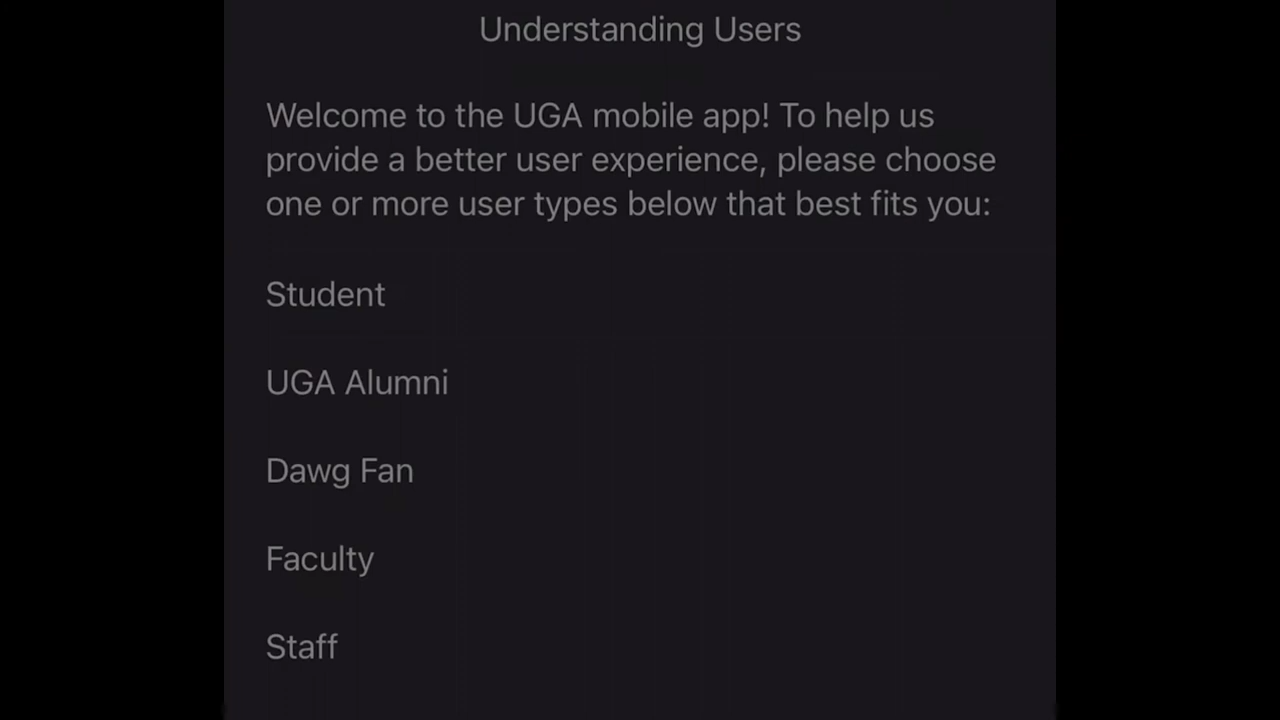 Understanding Users
Welcome to the UGA mobile app! To help us
provide a better user experience, please choose
one or more user types below that best fits you:
Student
UGA Alumni
Dawg Fan
Faculty
Staff